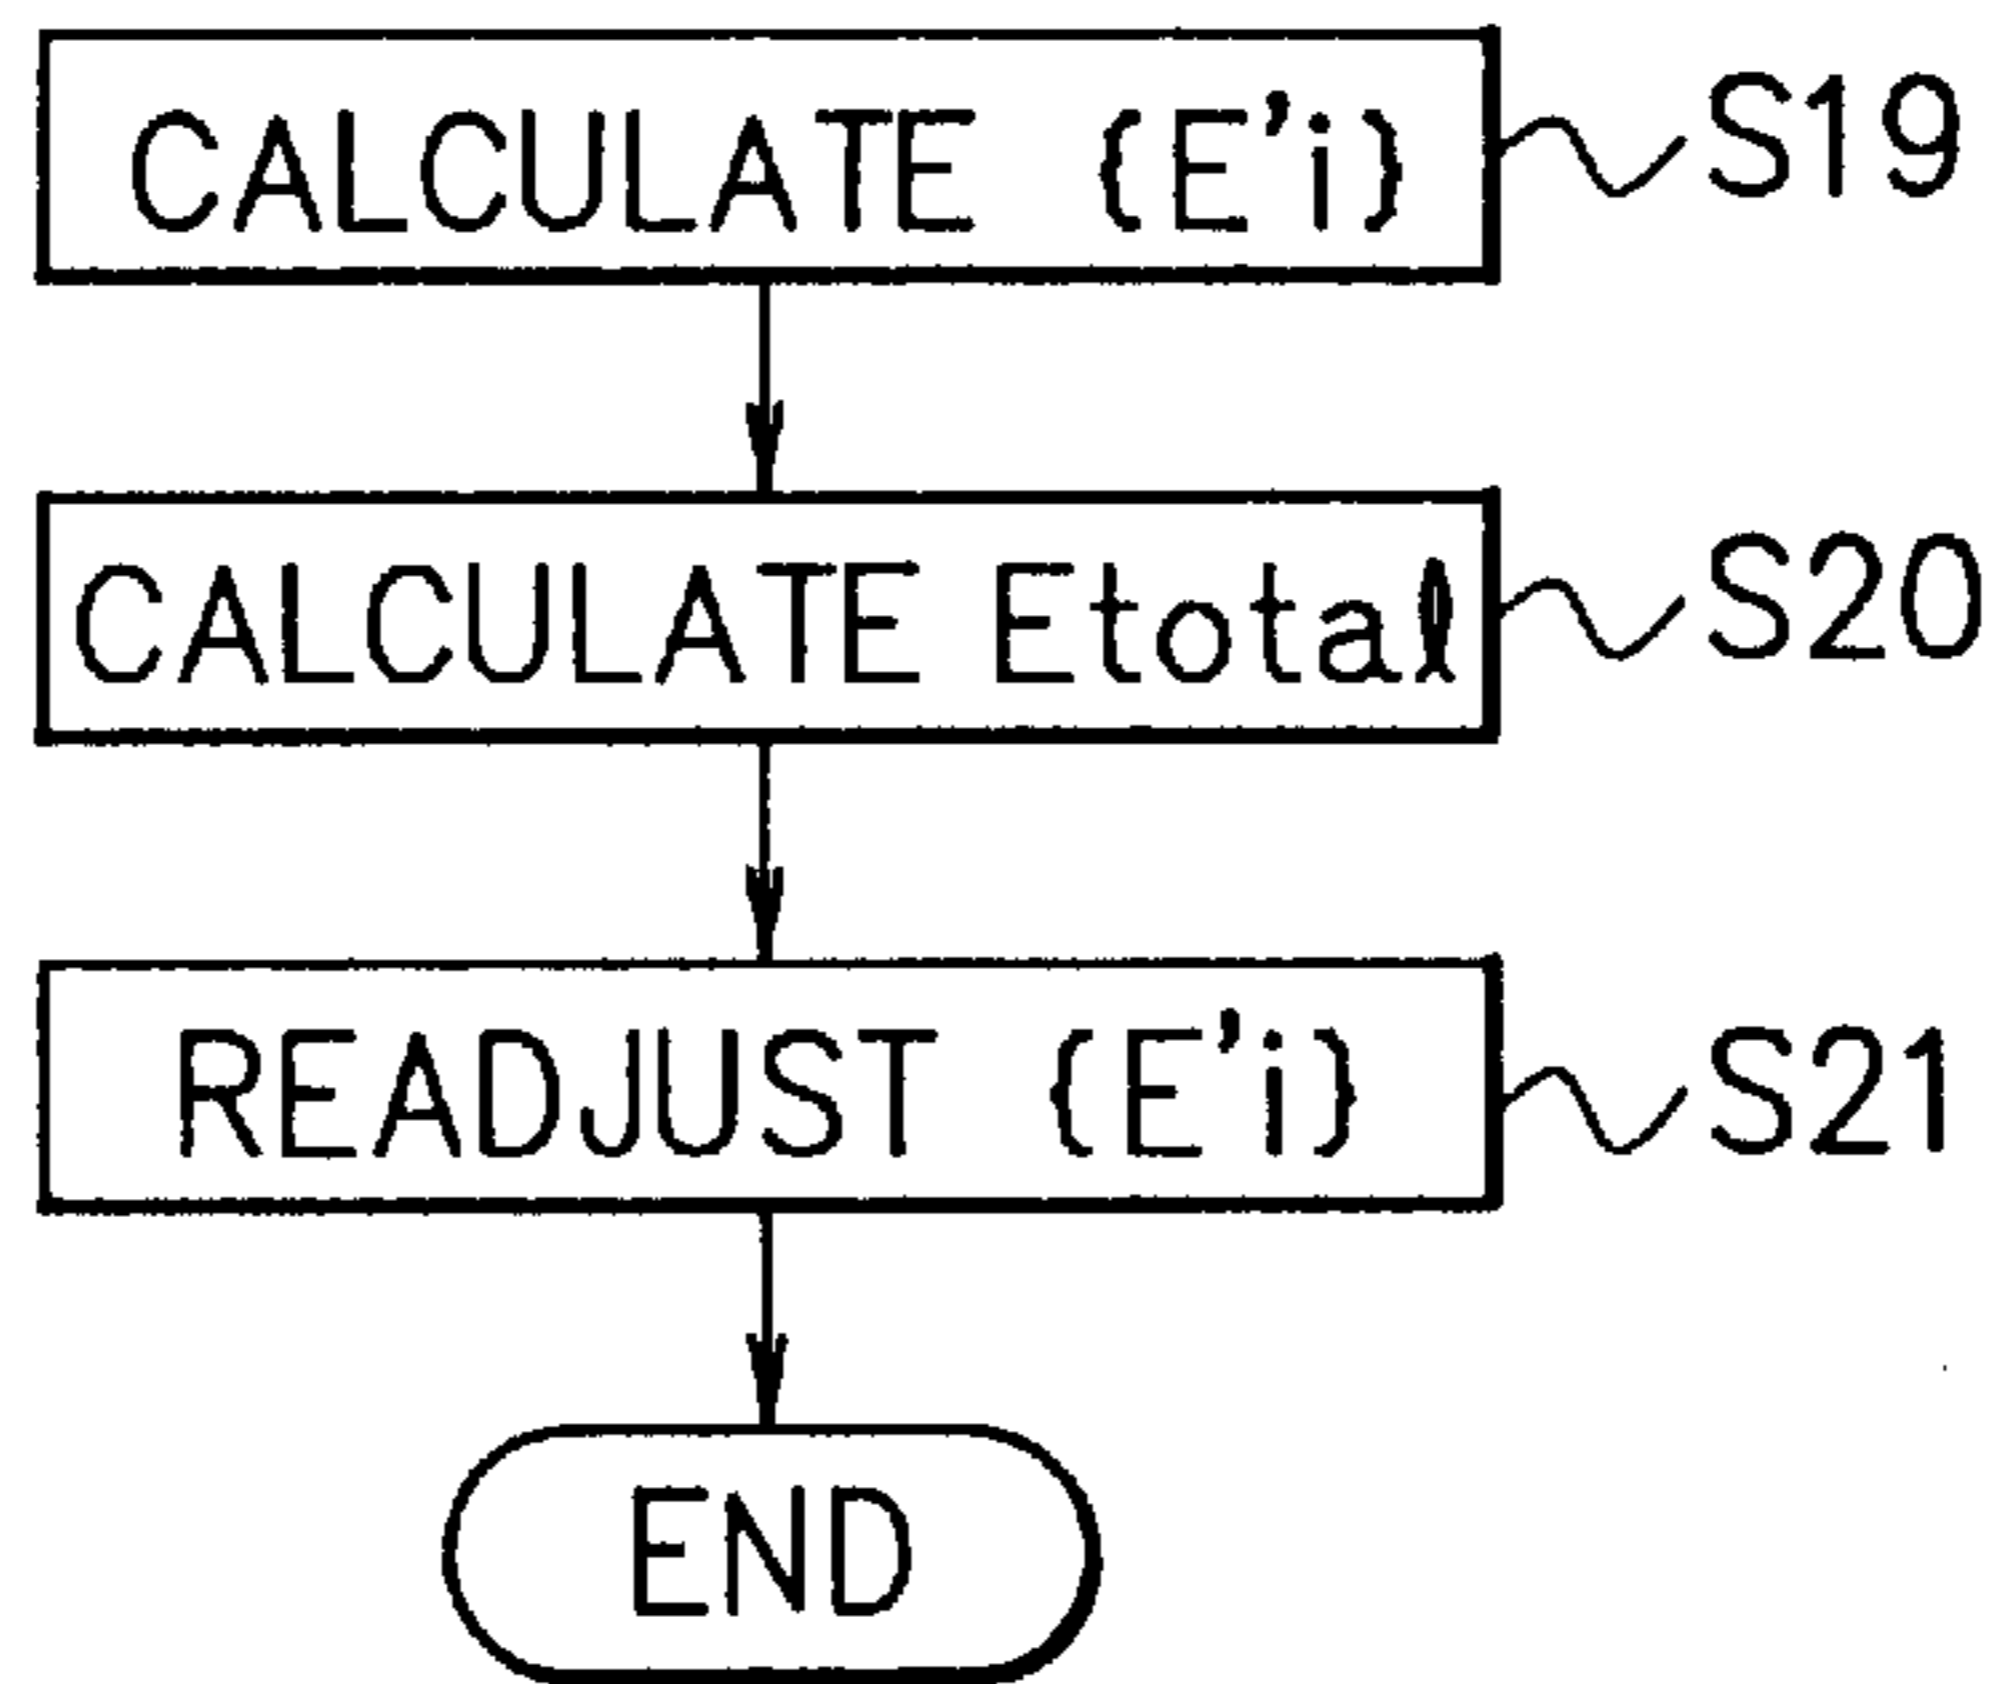 CALCULATE {E'i} S19
CALCULATE Etotal S20
READJUST {E'i} S21
END